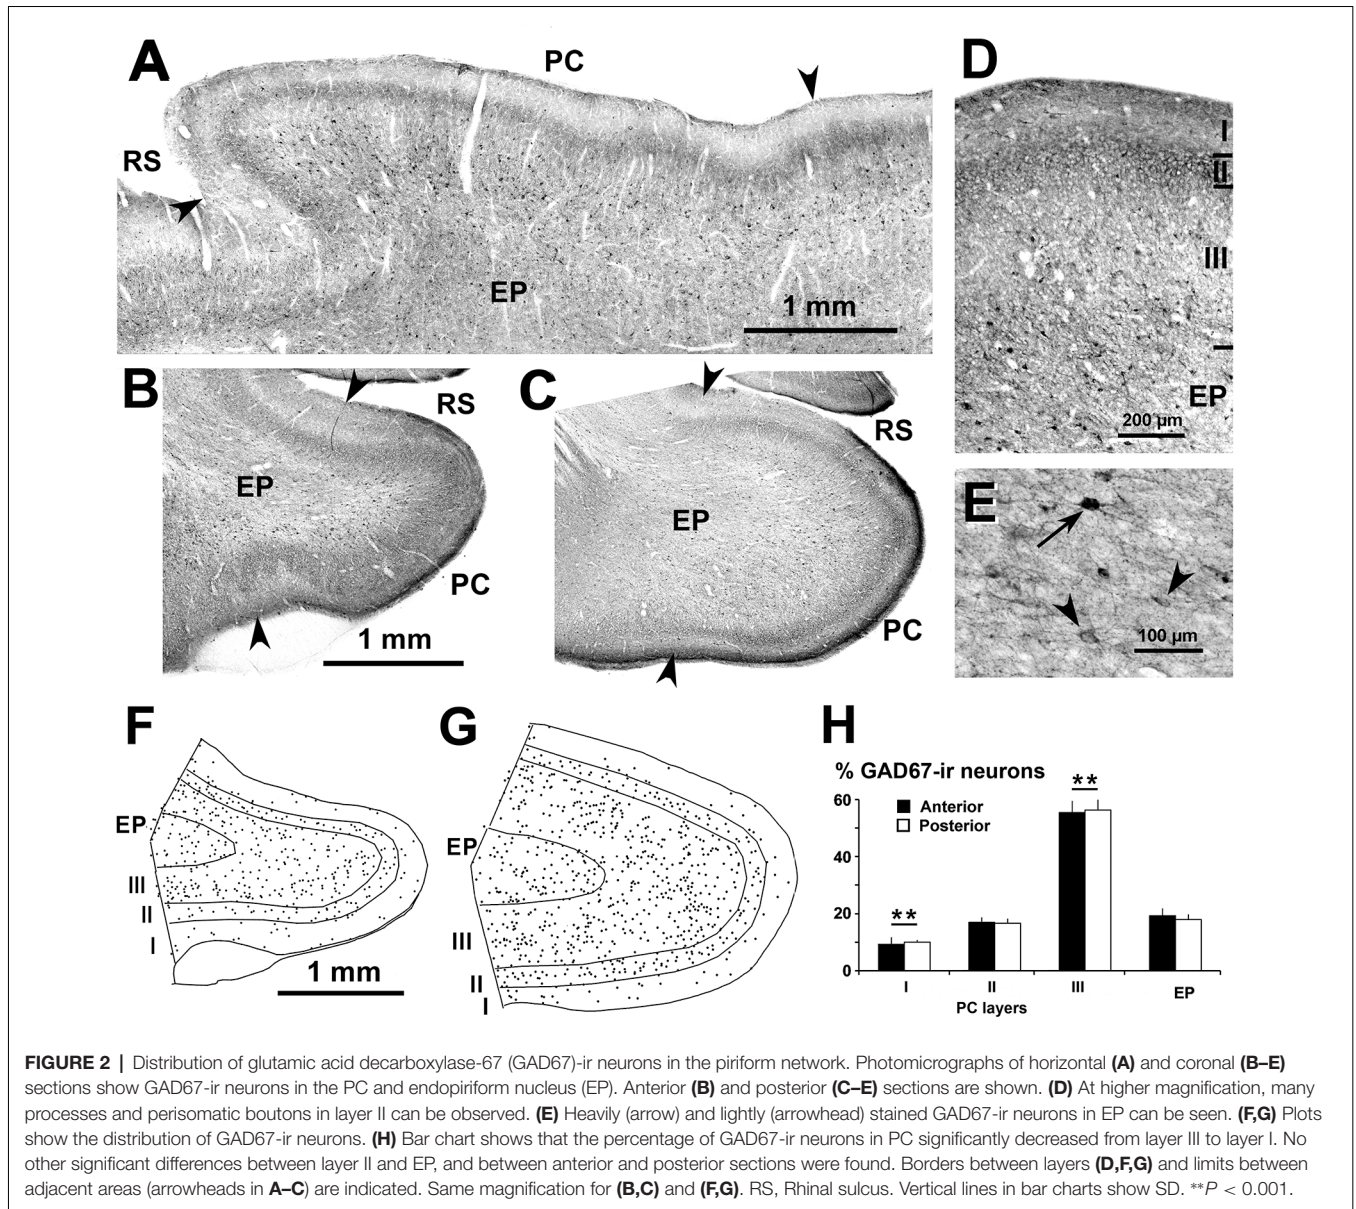 A
PC
RS
EP
1 mm
D
I
II
III
EP
200 µm
B
RS
EP
PC
1 mm
C
RS
EP
PC
E
100 µm
F
EP
III
II
I
1 mm
G
EP
III
II
I
H
% GAD67-ir neurons
**
60
Anterior
Posterior
40
20
**
0
I
II
III
EP
PC layers
FIGURE 2 | Distribution of glutamic acid decarboxylase-67 (GAD67)-ir neurons in the piriform network. Photomicrographs of horizontal (A) and coronal (B–E)
sections show GAD67-ir neurons in the PC and endopiriform nucleus (EP). Anterior (B) and posterior (C–E) sections are shown. (D) At higher magnification, many
processes and perisomatic boutons in layer II can be observed. (E) Heavily (arrow) and lightly (arrowhead) stained GAD67-ir neurons in EP can be seen. (F,G) Plots
show the distribution of GAD67-ir neurons. (H) Bar chart shows that the percentage of GAD67-ir neurons in PC significantly decreased from layer III to layer I. No
other significant differences between layer II and EP, and between anterior and posterior sections were found. Borders between layers (D,F,G) and limits between
adjacent areas (arrowheads in A–C) are indicated. Same magnification for (B,C) and (F,G). RS, Rhinal sulcus. Vertical lines in bar charts show SD. **P < 0.001.